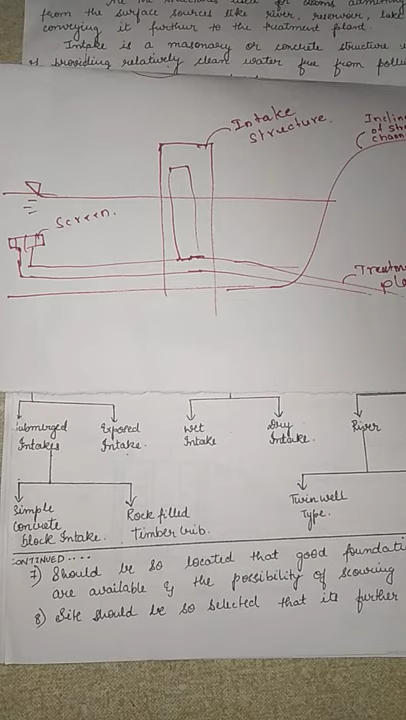 from the surface sources like river, reservoir, lake
conveying it further to the treatment plant.
Intake is a masonary or concrete structure
of providing relatively clean water free from
Intake
structure.
Screen.
Submerged
Intakes
Exposed
Intake.
Wet
Intake
Dry
Intake.
River
Simple
Concrete
block Intake.
Rock filled
timber crib.
Twin well
Type.
CONTINUED ....
7) Should be so located that good
are available & the possibility of scouring
8) Site should be so selected that its further